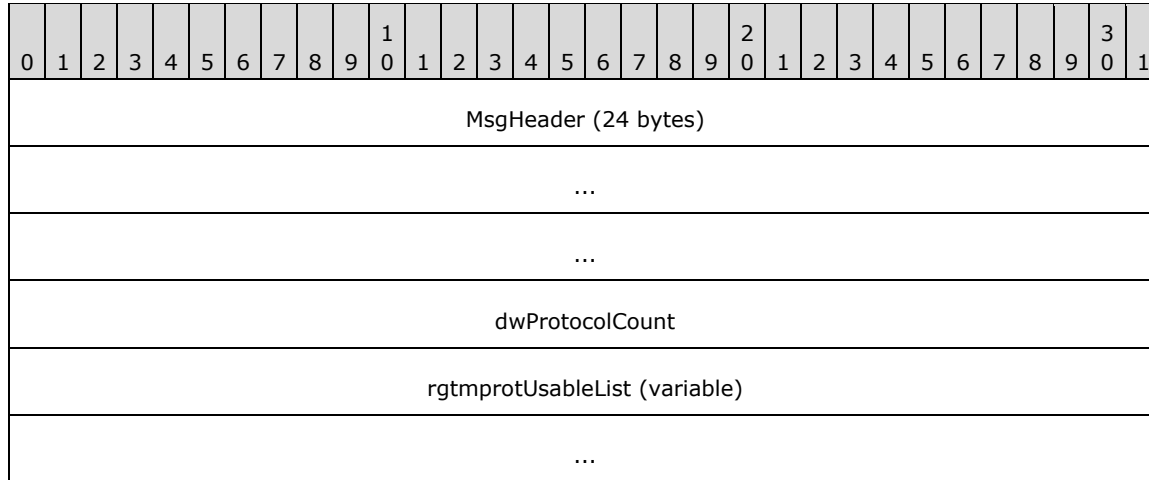 1 2 3
0 1 2 3 4 5 6 7 8 9 0 1 2 3 4 5 6 7 8 9 0 1 2 3 4 5 6 7 8 9 0 1
MsgHeader (24 bytes)
...
...
dwProtocolCount
rgtmprotUsableList (variable)
...